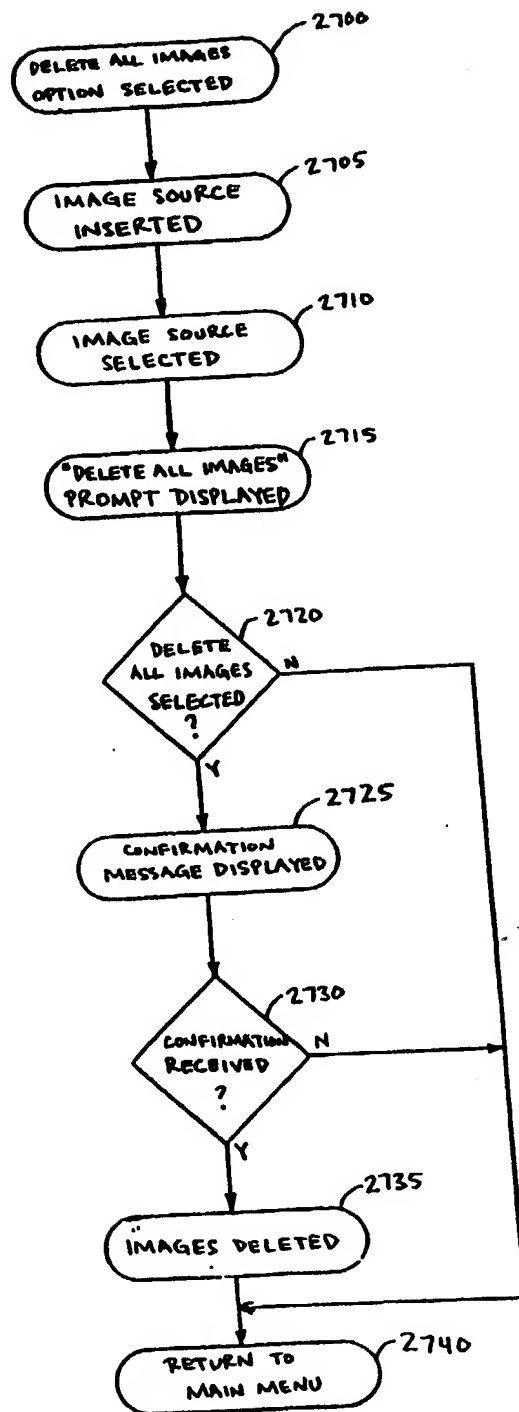 2700
DELETE ALL IMAGES
OPTION SELECTED
2705
IMAGE SOURCE
INSERTED
2710
IMAGE SOURCE
SELECTED
2715
"DELETE ALL IMAGES"
PROMPT DISPLAYED
2720
DELETE
ALL IMAGES
SELECTED
?
N
Y
2725
CONFIRMATION
MESSAGE DISPLAYED
2730
CONFIRMATION
RECEIVED
?
N
Y
2735
IMAGES DELETED
2740
RETURN TO
MAIN MENU